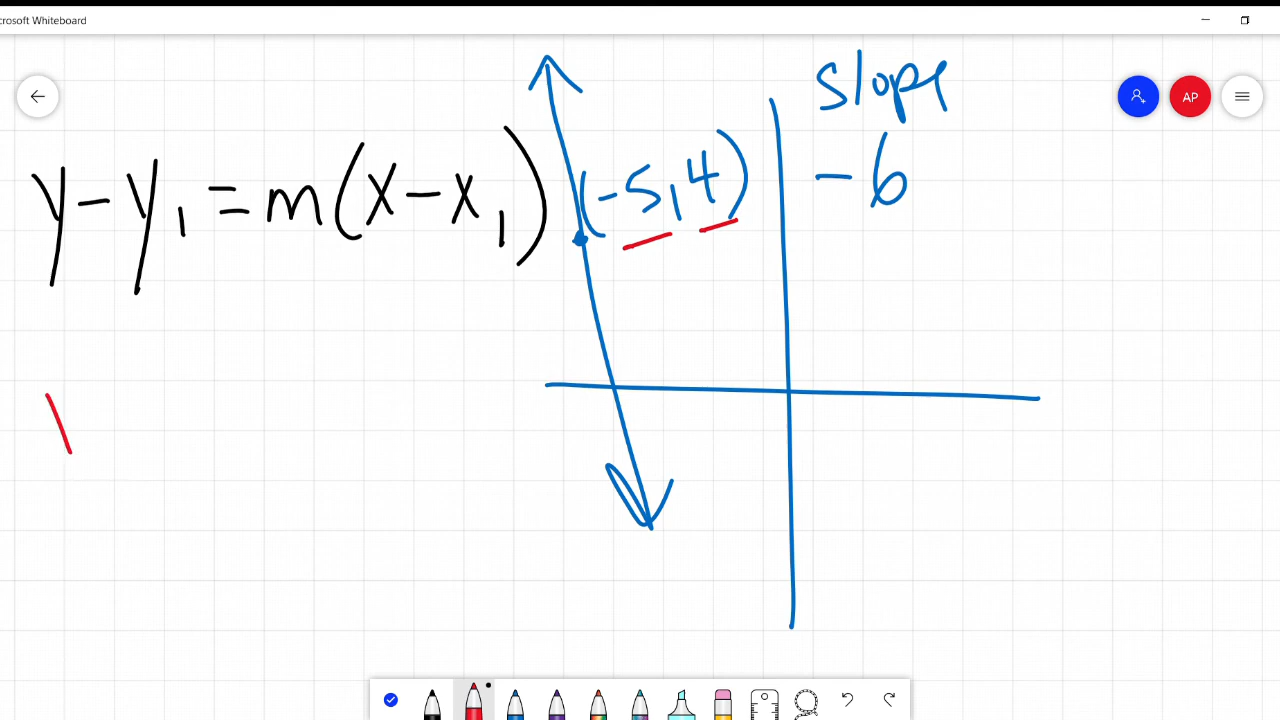 crosoft Whiteboard
AP
slope
y-y₁=m(x-x₁)
(-5,4)
-6